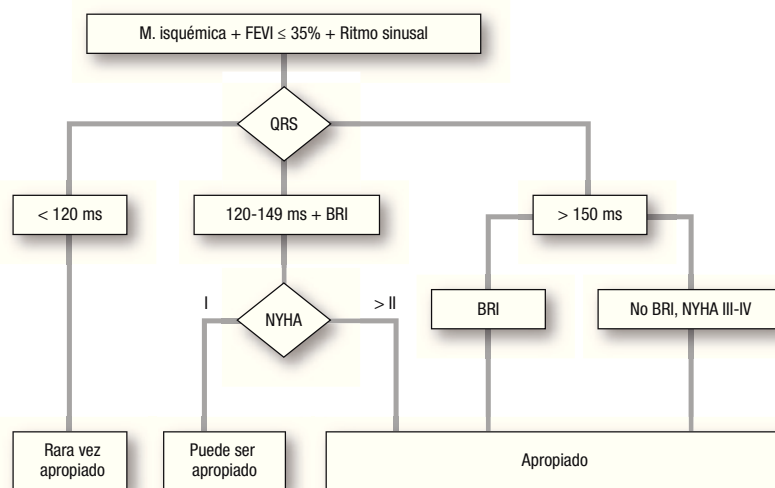 M. isquémica + FEVI ≤ 35% + Ritmo sinusal
QRS
< 120 ms
120-149 ms + BRI
> 150 ms
I
NYHA
> II
BRI
No BRI, NYHA III-IV
Rara vez
apropiado
Puede ser
apropiado
Apropiado